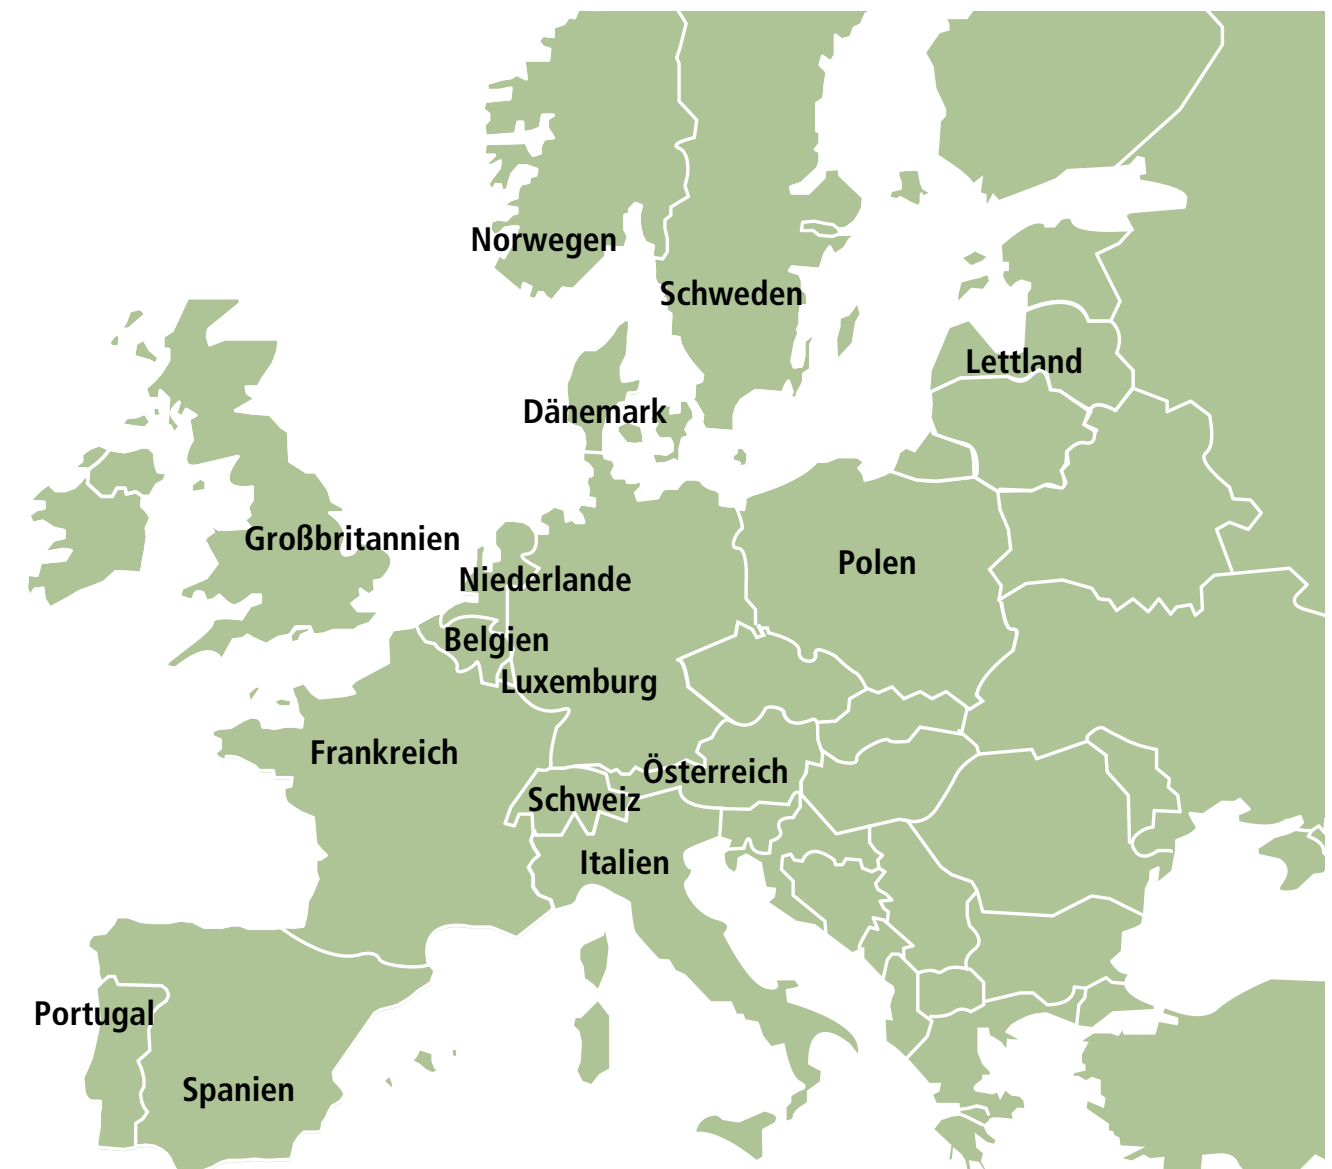 Norwegen
Schweden
Lettland
Dänemark
Großbritannien
Polen
Niederlande
Belgien
Luxemburg
Frankreich
Österreich
Schweiz
Italien
Portugal
Spanien